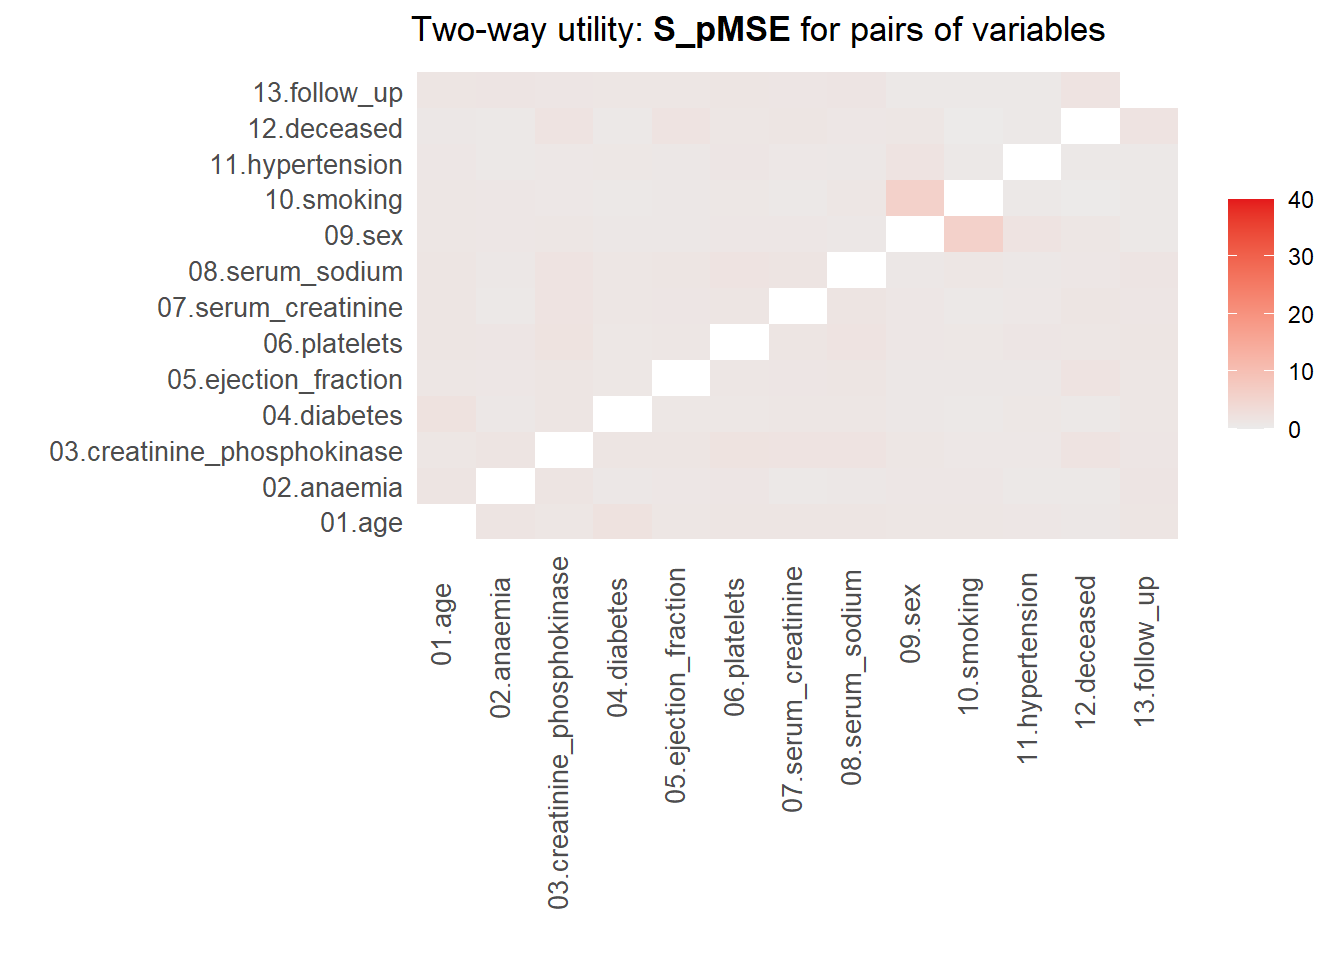 Two-way utility: S_pMSE for pairs of variables
13.follow_up
12.deceased
11.hypertension
10.smoking
09.sex
08.serum_sodium
07.serum_creatinine
06.platelets
05.ejection_fraction
04.diabetes
03.creatinine_phosphokinase
02.anaemia
01.age
01.age
02.anaemia
03.creatinine_phosphokinase
04.diabetes
05.ejection_fraction
06.platelets
07.serum_creatinine
08.serum_sodium
09.sex
10.smoking
11.hypertension
12.deceased
13.follow_up
40
30
20
10
0